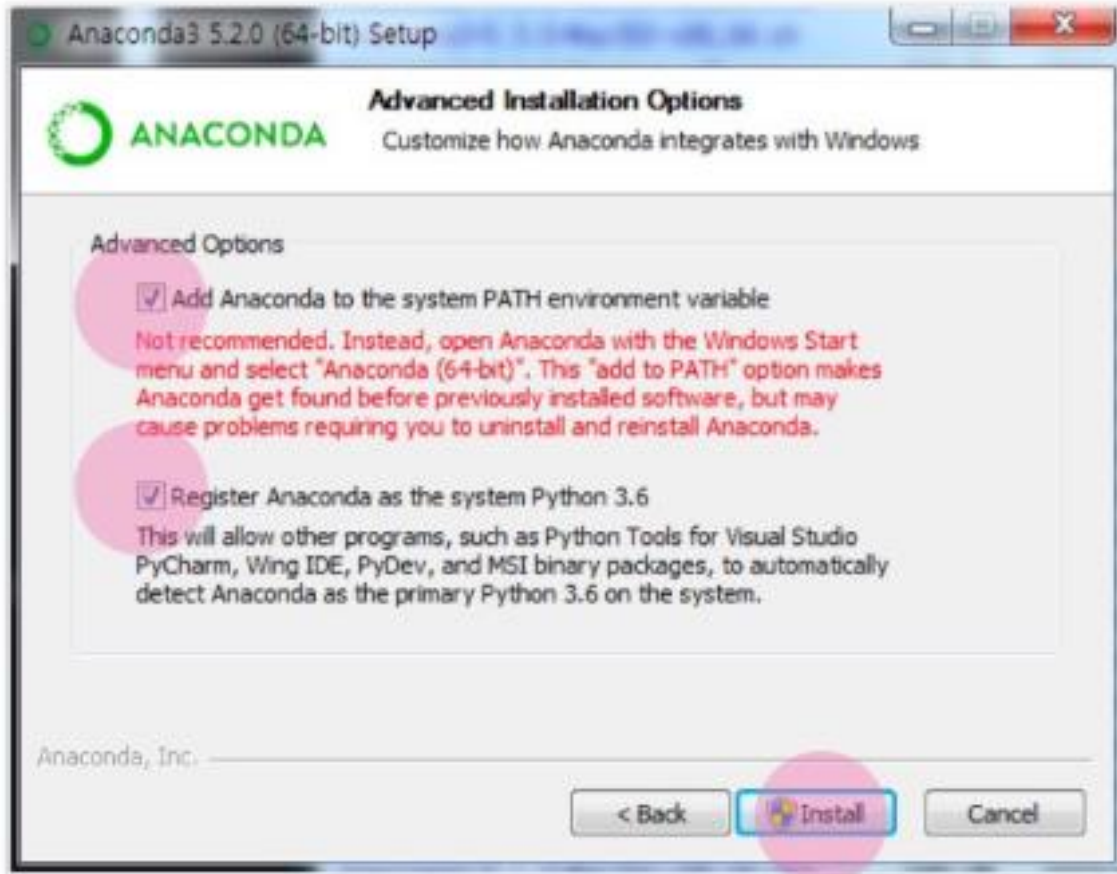 Anaconda3 5.2.0 (64-bit) Setup
ANACONDA
Advanced Installation Options
Customize how Anaconda integrates with Windows
Advanced Options
Add Anaconda to the system PATH environment variable
Not recommended. Instead, open Anaconda with the Windows Start
menu and select "Anaconda (64-bit)". This "add to PATH" option makes
Anaconda get found before previously installed software, but may
cause problems requiring you to uninstall and reinstall Anaconda.
Register Anaconda as the system Python 3.6
This will allow other programs, such as Python Tools for Visual Studio
PyCharm, Wing IDE, PyDev, and MSI binary packages, to automatically
detect Anaconda as the primary Python 3.6 on the system.
Anaconda, Inc.
< Back
Install
Cancel